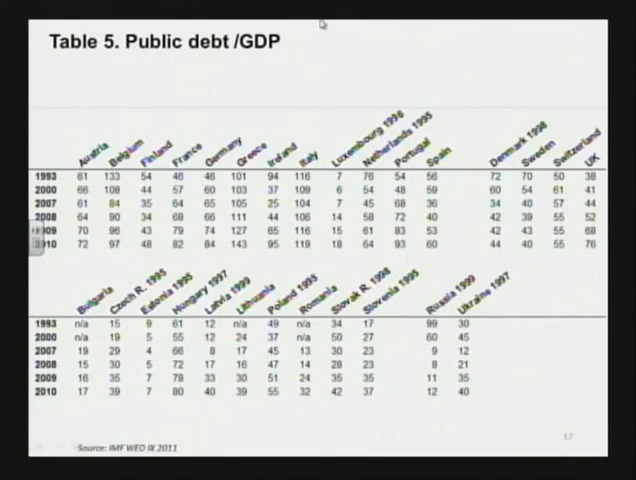 Table 5. Public debt /GDP
Austria Belgium Finland France Germany Greece Ireland Italy Luxembourg 1996 Netherlands 1995 Portugal Spain Denmark 1998 Sweden Switzerland UK
1993 61 133 54 46 46 101 94 116 7 76 54 56 72 70 50 38
2000 66 108 44 57 60 103 37 109 6 54 48 59 60 54 61 41
2007 61 84 35 64 65 105 25 104 7 45 68 36 34 40 57 44
2008 64 90 34 68 66 111 44 106 14 58 72 40 42 39 55 52
09 70 96 43 79 74 127 65 116 15 61 83 53 42 43 55 68
10 72 97 48 82 84 143 95 119 18 64 93 60 44 40 55 76
Bulgaria Czech R. 1995 Estonia 1995 Hungary 1997 Latvia 1999 Lithuania Poland 1995 Romania Slovak R. 1998 Slovenia 1995 Russia 1999 Ukraine 1997
1993 n/a 15 9 61 12 n/a 49 n/a 34 17 99 30
2000 n/a 19 5 55 12 24 37 n/a 50 27 60 45
2007 19 29 4 66 8 17 45 13 30 23 9 12
2008 15 30 5 72 17 16 47 14 28 23 8 21
2009 16 35 7 78 33 30 51 24 35 35 11 35
2010 17 39 7 80 40 39 55 32 42 37 12 40
17
Source: IMF WEO IX 2011